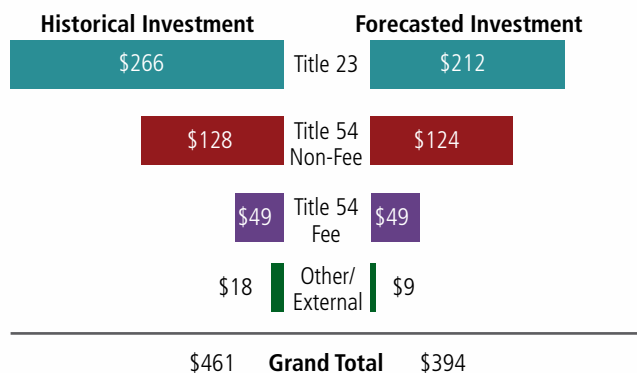 Historical Investment Forecasted Investment
$266 Title 23 $212
$128 Title 54 Non-Fee $124
$49 Title 54 Fee $49
$18 Other/ External $9
$461 Grand Total $394